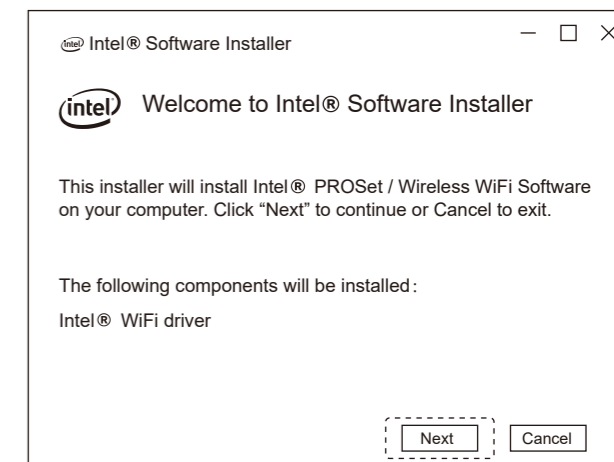 intel Intel® Software Installer
intel Welcome to Intel® Software Installer
This installer will install Intel® PROSet / Wireless WiFi Software
on your computer. Click “Next” to continue or Cancel to exit.
The following components will be installed:
Intel® WiFi driver
Next Cancel